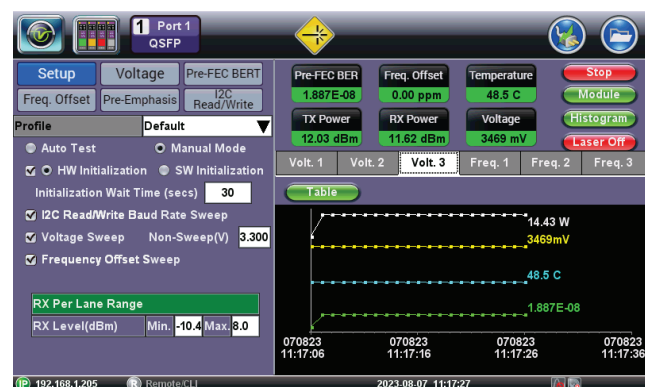 1 Port 1
QSFP
Setup Voltage Pre-FEC BERT
Freq. Offset Pre-Emphasis I2C Read/Write
Profile Default
Auto Test Manual Mode
HW Initialization SW Initialization
Initialization Wait Time (secs) 30
I2C Read/Write Baud Rate Sweep
Voltage Sweep Non-Sweep(V) 3.300
Frequency Offset Sweep
RX Per Lane Range
RX Level(dBm) Min. -10.4 Max. 8.0
Pre-FEC BER Freq. Offset Temperature Stop
1.887E-08 0.00 ppm 48.5 C Module
TX Power RX Power Voltage Histogram
12.03 dBm 11.62 dBm 3469 mV Laser Off
Volt. 1 Volt. 2 Volt. 3 Freq. 1 Freq. 2 Freq. 3
Table
14.43 W
3469mV
48.5 C
1.887E-08
070823 070823 070823 070823
11:17:06 11:17:16 11:17:26 11:17:36
IP 192.168.1.205 R Remote/CLI 2023-08-07 11:17:27